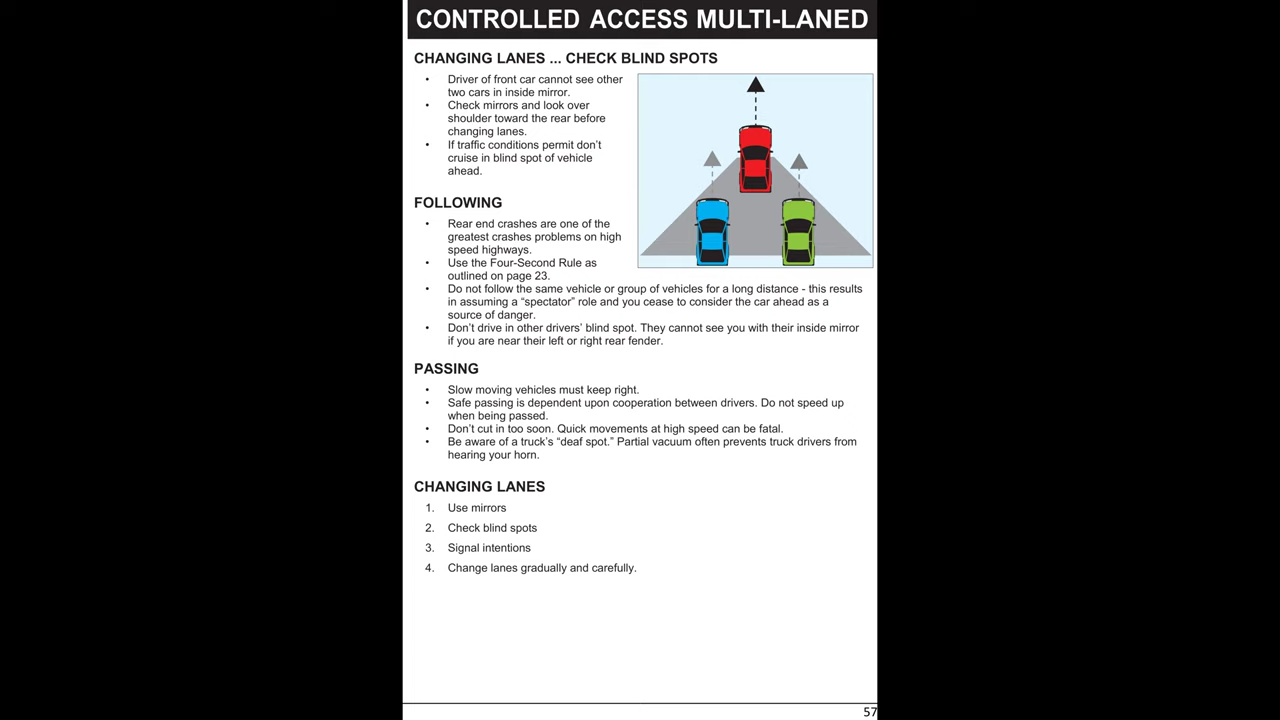 CONTROLLED ACCESS MULTI-LANED
CHANGING LANES ... CHECK BLIND SPOTS
• Driver of front car cannot see other
two cars in inside mirror.
• Check mirrors and look over
shoulder toward the rear before
changing lanes.
• If traffic conditions permit don't
cruise in blind spot of vehicle
ahead.
FOLLOWING
• Rear end crashes are one of the
greatest crashes problems on high
speed highways.
• Use the Four-Second Rule as
outlined on page 23.
• Do not follow the same vehicle or group of vehicles for a long distance - this results
in assuming a “spectator” role and you cease to consider the car ahead as a
source of danger.
• Don't drive in other drivers' blind spot. They cannot see you with their inside mirror
if you are near their left or right rear fender.
PASSING
• Slow moving vehicles must keep right.
• Safe passing is dependent upon cooperation between drivers. Do not speed up
when being passed.
• Don't cut in too soon. Quick movements at high speed can be fatal.
• Be aware of a truck's “deaf spot.” Partial vacuum often prevents truck drivers from
hearing your horn.
CHANGING LANES
1. Use mirrors
2. Check blind spots
3. Signal intentions
4. Change lanes gradually and carefully.
57